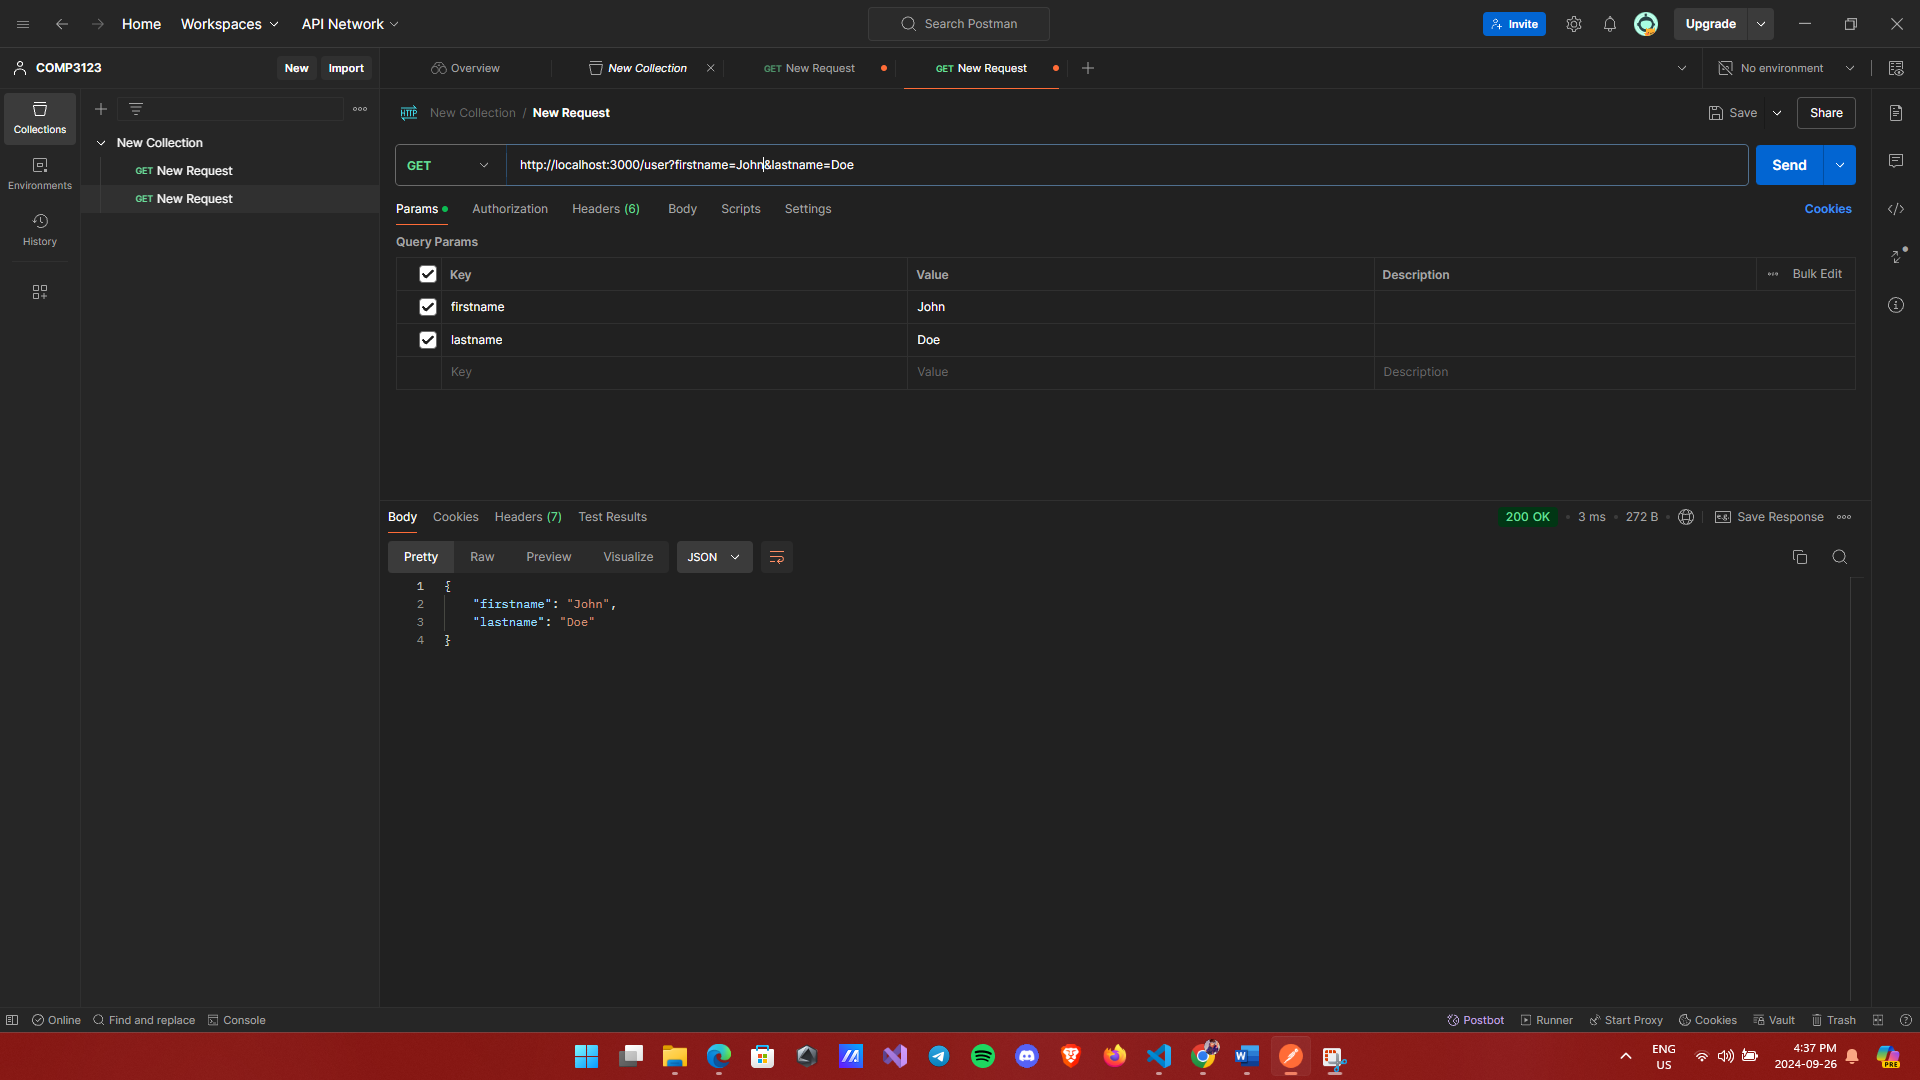 Home
Workspaces
API Network
Search Postman
Invite
Upgrade
COMP3123
New
Import
Overview
New Collection
GET New Request
GET New Request
No environment
Collections
Environments
History
New Collection
GET New Request
GET New Request
HTTP
New Collection / New Request
Save
Share
GET
http://localhost:3000/user?firstname=John&lastname=Doe
Send
Params
Authorization
Headers (6)
Body
Scripts
Settings
Cookies
Query Params
Key
Value
Description
Bulk Edit
firstname
John
lastname
Doe
Key
Value
Description
Body
Cookies
Headers (7)
Test Results
200 OK
3 ms
272 B
e.g.
Save Response
Pretty
Raw
Preview
Visualize
JSON
1 {
2 "firstname": "John",
3 "lastname": "Doe"
4 }
Online
Find and replace
Console
Postbot
Runner
Start Proxy
Cookies
Vault
Trash
ENG
US
4:37 PM
2024-09-26
PRE